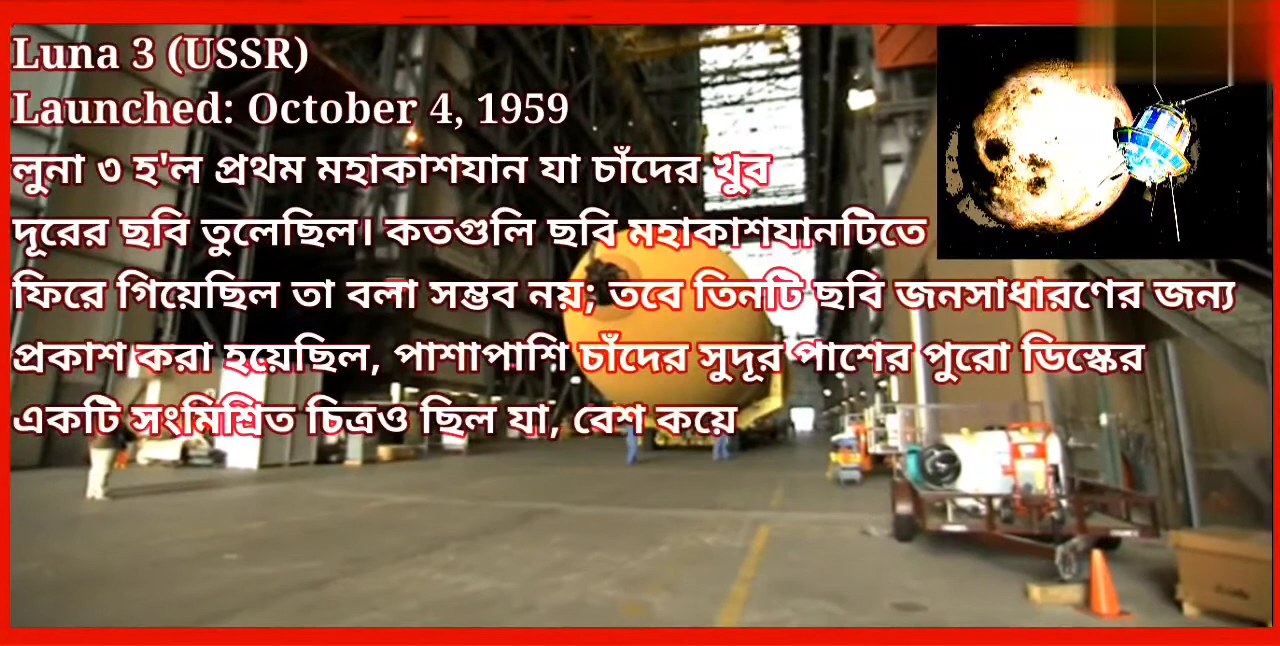 Luna 3 (USSR)
Launched: October 4, 1959
লুনা ৩ হ'ল প্রথম মহাকাশযান যা চাঁদের খুব
দূরের ছবি তুলেছিল। কতগুলি ছবি মহাকাশযানটিতে
ফিরে গিয়েছিল তা বলা সম্ভব নয়; তবে তিনটি ছবি জনসাধারণের জন্য
প্রকাশ করা হয়েছিল, পাশাপাশি চাঁদের সুদূর পাশের পুরো ডিস্কের
একটি সংমিশ্রিত চিত্রও ছিল যা, বেশ কয়ে